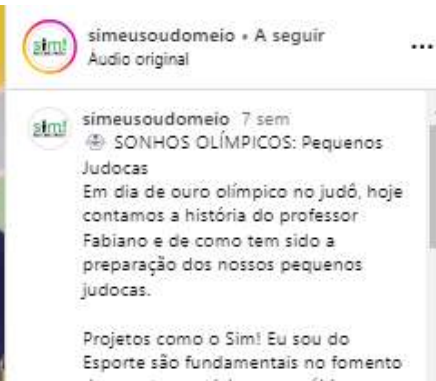 sim!
simeusoudomeio • A seguir
Áudio original
sim!
simeusoudomeio 7 sem
SONHOS OLÍMPICOS: Pequenos
Judocas
Em dia de ouro olímpico no judô, hoje
contamos a história do professor
Fabiano e de como tem sido a
preparação dos nossos pequenos
judocas.
Projetos como o Sim! Eu sou do
Esporte são fundamentais no fomento